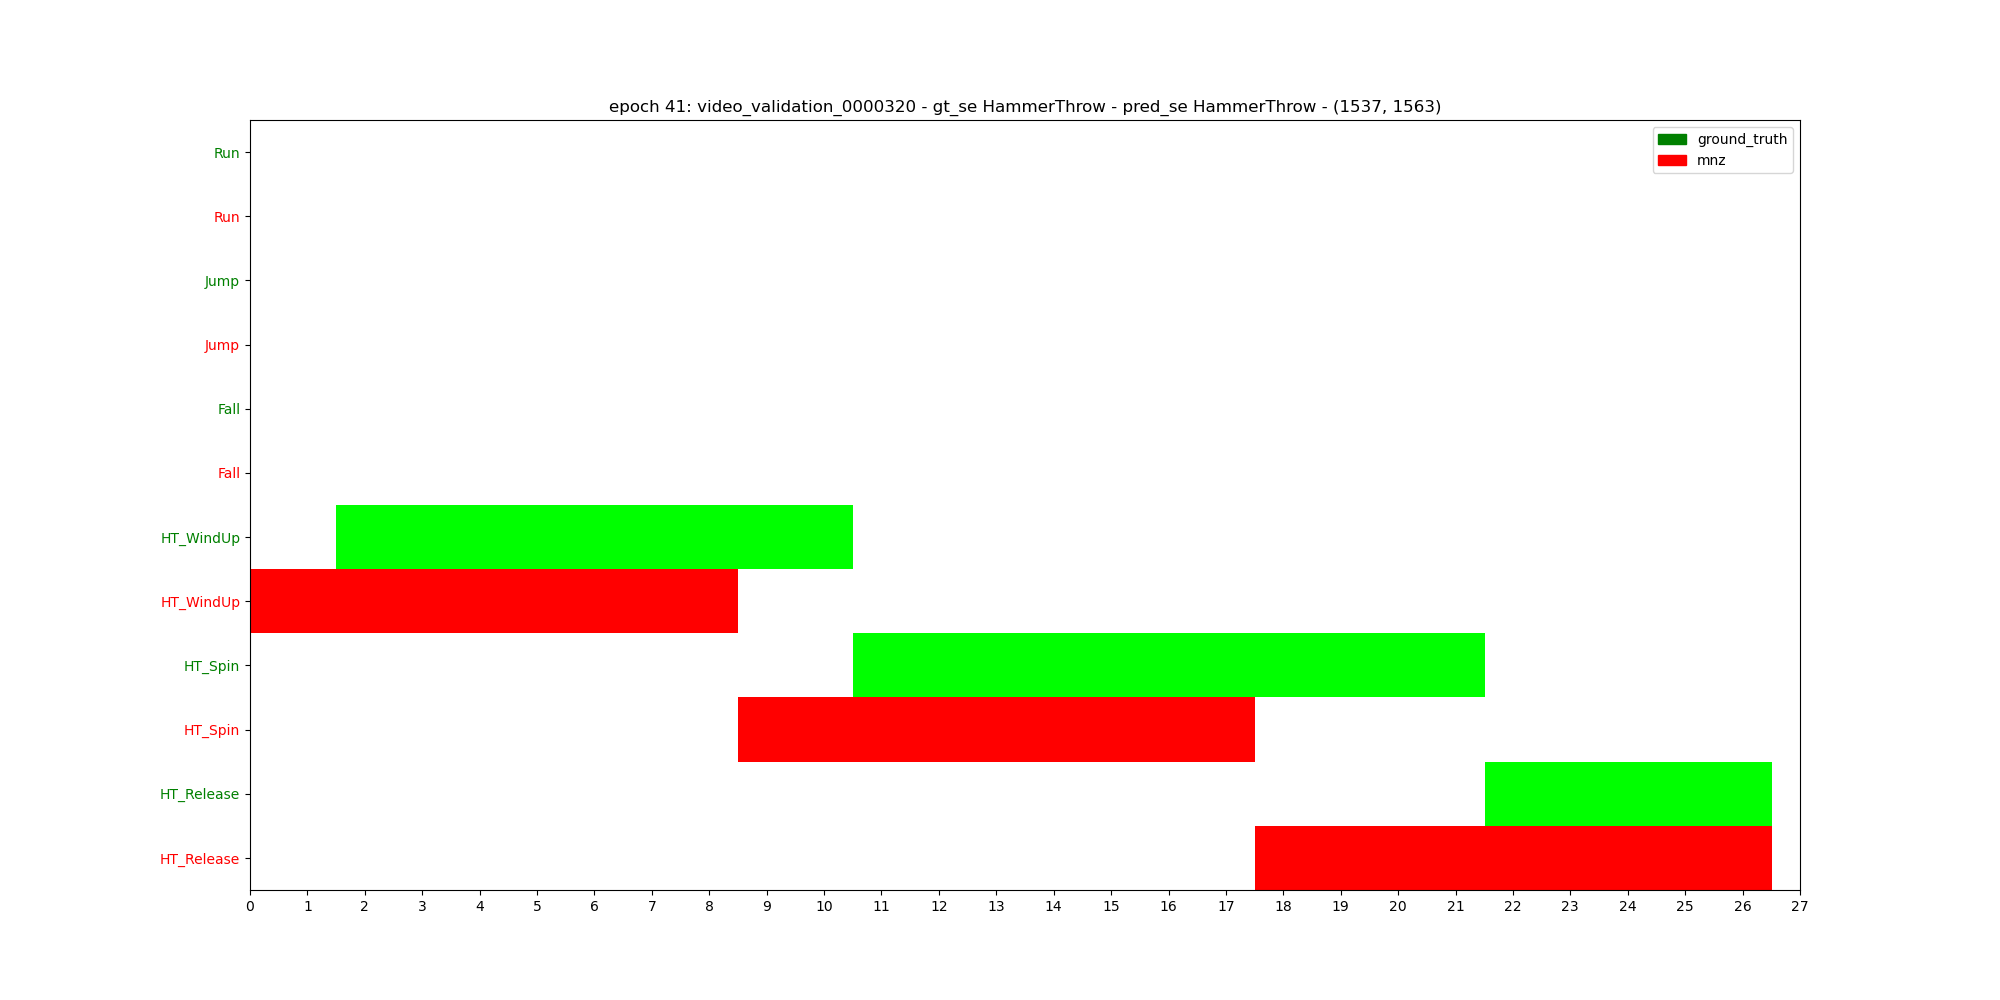 epoch 41: video_validation_0000320 - gt_se HammerThrow - pred_se HammerThrow - (1537, 1563)
ground_truth
mnz
Run
Run
Jump
Jump
Fall
Fall
HT_WindUp
HT_WindUp
HT_Spin
HT_Spin
HT_Release
HT_Release
0 1 2 3 4 5 6 7 8 9 10 11 12 13 14 15 16 17 18 19 20 21 22 23 24 25 26 27